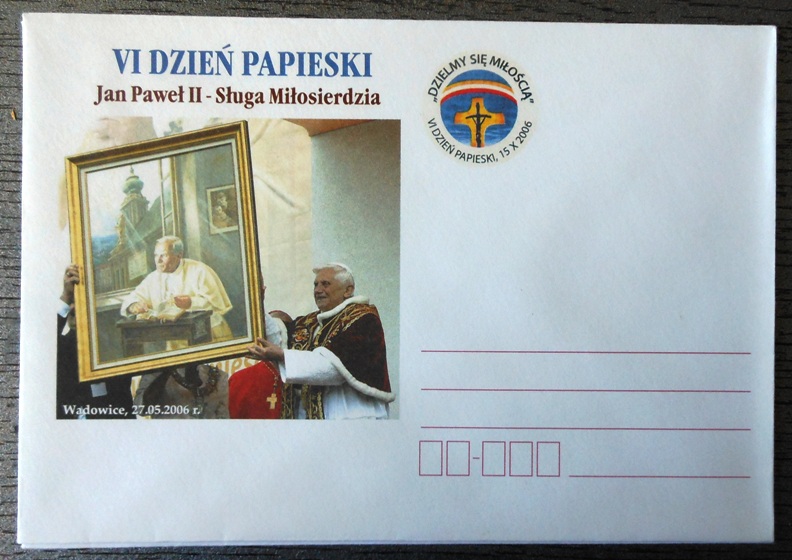 VI DZIEŃ PAPIESKI
Jan Paweł II - Sługa Miłosierdzia
„DZIELMY SIĘ MIŁOŚCIĄ”
VI DZIEŃ PAPIESKI, 15 X 2006
Wadowice, 27.05.2006 r.